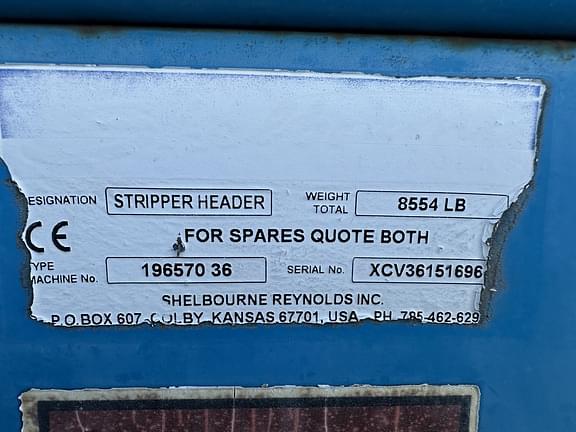 ESIGNATION STRIPPER HEADER WEIGHT TOTAL 8554 LB
CE FOR SPARES QUOTE BOTH
TYPE MACHINE No. 196570 36 SERIAL No. XCV36151696
SHELBOURNE REYNOLDS INC.
P.O.BOX 607 COLBY, KANSAS 67701, USA PH 785-462-629